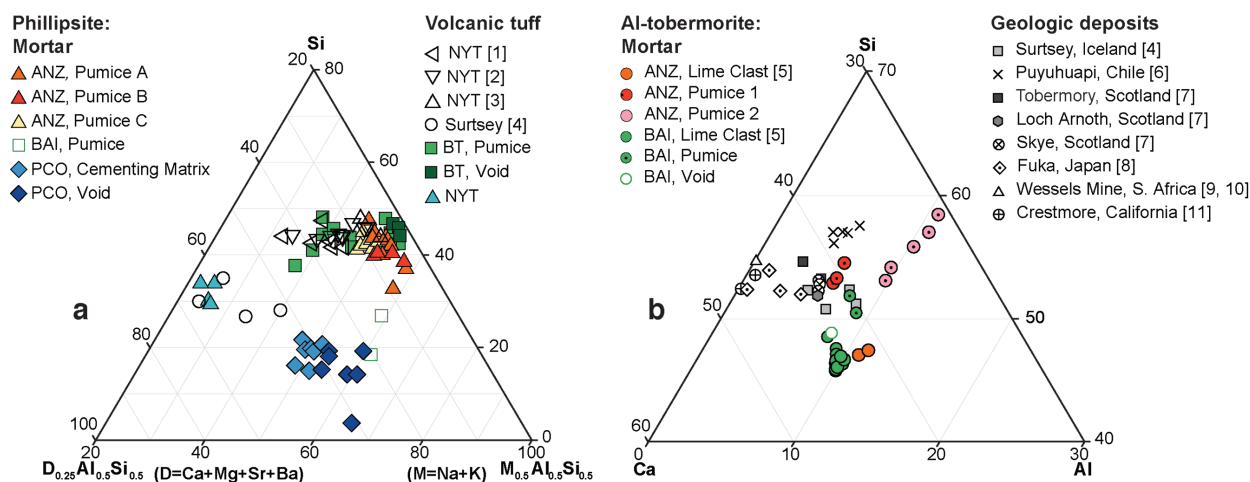 Phillipsite:
Mortar
ANZ, Pumice A
ANZ, Pumice B
ANZ, Pumice C
BAI, Pumice
PCO, Cementing Matrix
PCO, Void
Volcanic tuff
NYT [1]
NYT [2]
NYT [3]
Surtsey [4]
BT, Pumice
BT, Void
NYT
Si
20
80
40
60
60
40
80
20
100
0
20
40
60
80
100
a
D0.25Al0.5Si0.5
(D=Ca+Mg+Sr+Ba)
(M=Na+K)
M0.5Al0.5Si0.5
Al-tobermorite:
Mortar
ANZ, Lime Clast [5]
ANZ, Pumice 1
ANZ, Pumice 2
BAI, Lime Clast [5]
BAI, Pumice
BAI, Void
Geologic deposits
Surtsey, Iceland [4]
Puyuhuapi, Chile [6]
Tobermory, Scotland [7]
Loch Arnoth, Scotland [7]
Skye, Scotland [7]
Fuka, Japan [8]
Wessels Mine, S. Africa [9, 10]
Crestmore, California [11]
Si
30
70
40
60
50
50
60
40
10
20
30
b
Ca
Al